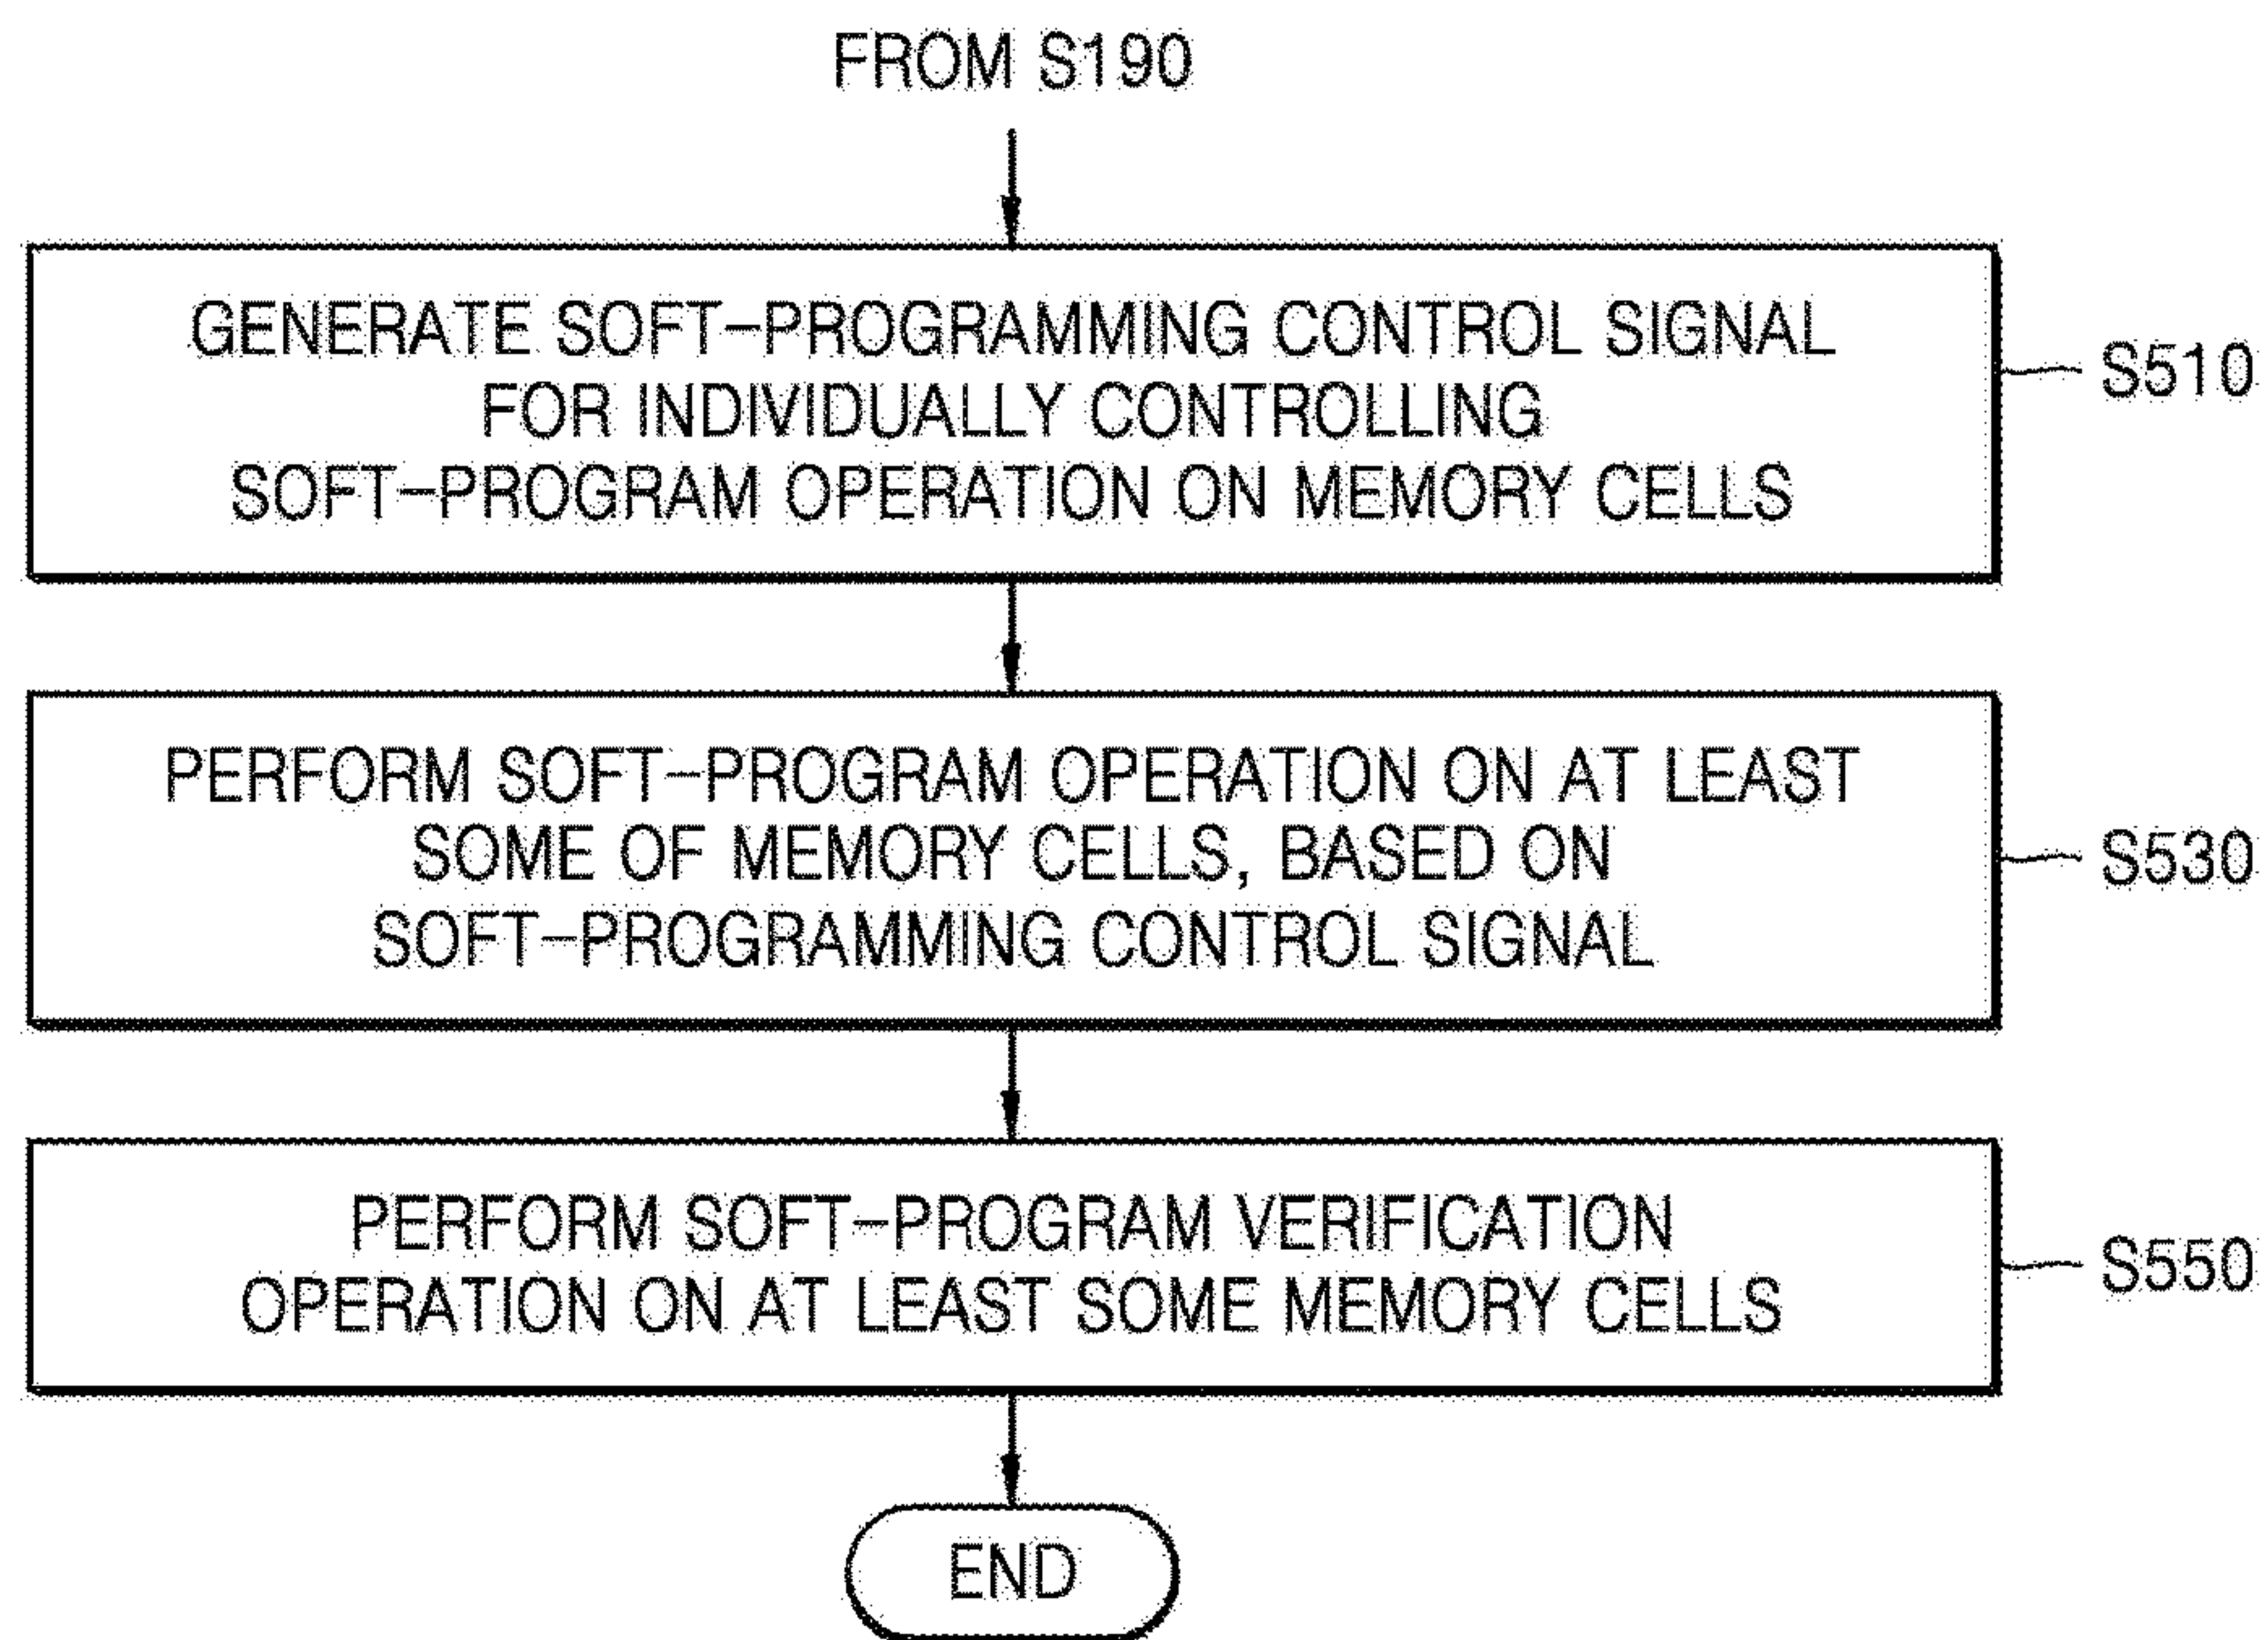 FROM S190
GENERATE SOFT-PROGRAMMING CONTROL SIGNAL
FOR INDIVIDUALLY CONTROLLING
SOFT-PROGRAM OPERATION ON MEMORY CELLS
S510
PERFORM SOFT-PROGRAM OPERATION ON AT LEAST
SOME OF MEMORY CELLS, BASED ON
SOFT-PROGRAMMING CONTROL SIGNAL
S530
PERFORM SOFT-PROGRAM VERIFICATION
OPERATION ON AT LEAST SOME MEMORY CELLS
S550
END